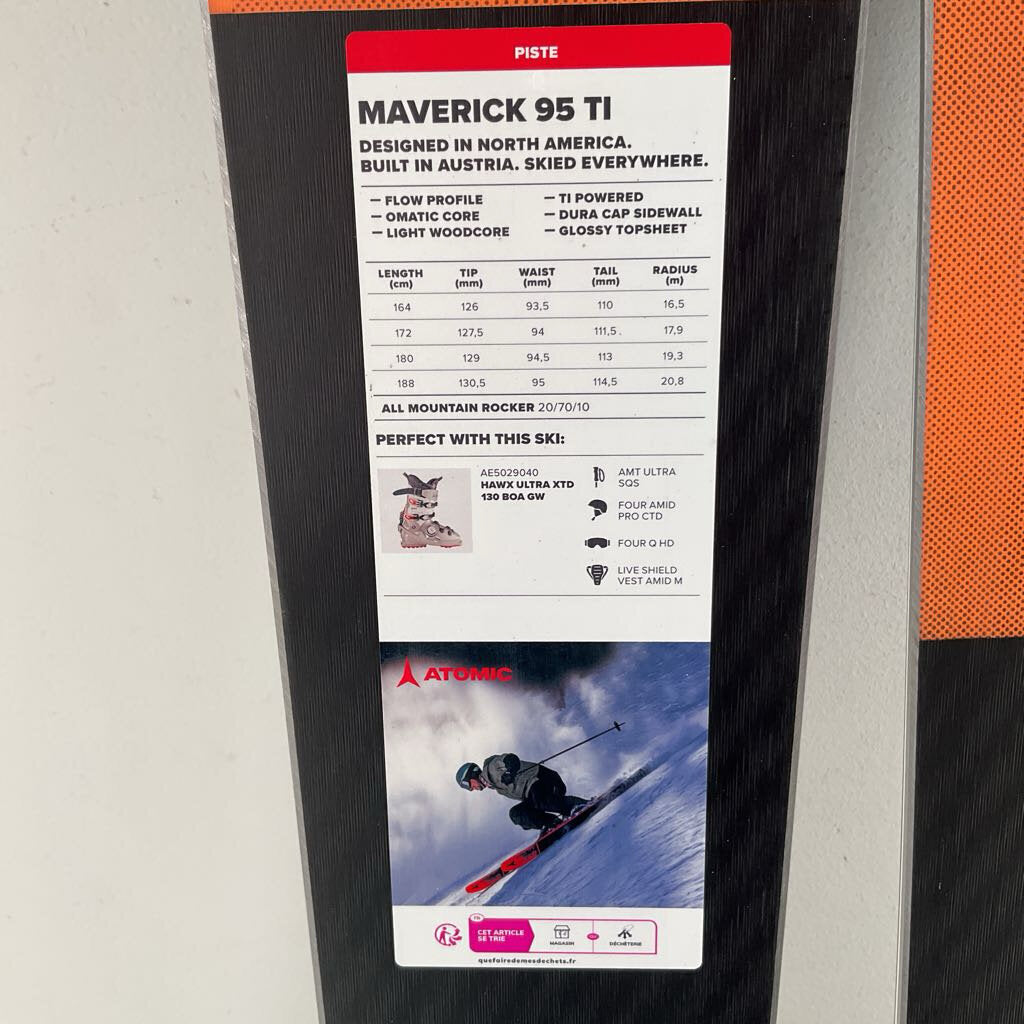 PISTE
MAVERICK 95 TI
DESIGNED IN NORTH AMERICA.
BUILT IN AUSTRIA. SKIED EVERYWHERE.
— FLOW PROFILE — TI POWERED
— OMATIC CORE — DURA CAP SIDEWALL
— LIGHT WOODCORE — GLOSSY TOPSHEET
LENGTH TIP WAIST TAIL RADIUS
(cm) (mm) (mm) (mm) (m)
164 126 93,5 110 16,5
172 127,5 94 111,5 17,9
180 129 94,5 113 19,3
188 130,5 95 114,5 20,8
ALL MOUNTAIN ROCKER 20/70/10
PERFECT WITH THIS SKI:
AE5029040
HAWX ULTRA XTD
130 BOA GW
AMT ULTRA
SQS
FOUR AMID
PRO CTD
FOUR Q HD
LIVE SHIELD
VEST AMID M
ATOMIC
FR
CET ARTICLE
SE TRIE
MAGASIN
DÉCHÈTERIE
quefairedemesdechets.fr